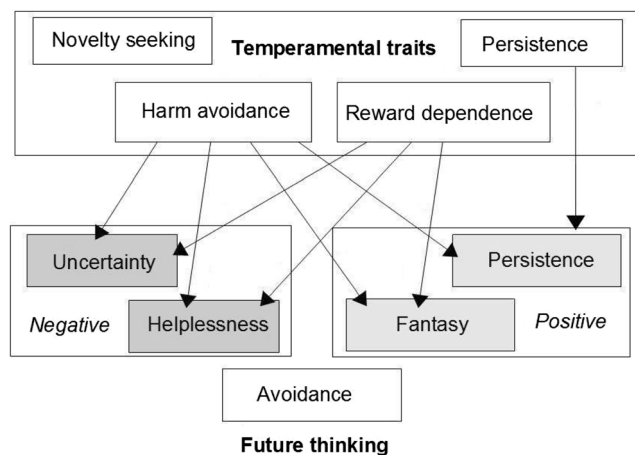 Novelty seeking
Temperamental traits
Persistence
Harm avoidance
Reward dependence
Uncertainty
Persistence
Negative
Helplessness
Fantasy
Positive
Avoidance
Future thinking